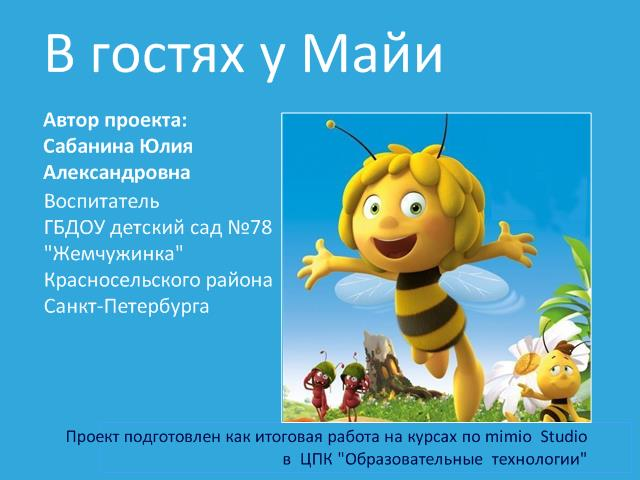 В гостях у Майи
Автор проекта:
Сабанина Юлия
Александровна
Воспитатель
ГБДОУ детский сад №78
"Жемчужинка"
Красносельского района
Санкт-Петербурга
Проект подготовлен как итоговая работа на курсах по mimio Studio
в ЦПК "Образовательные технологии"